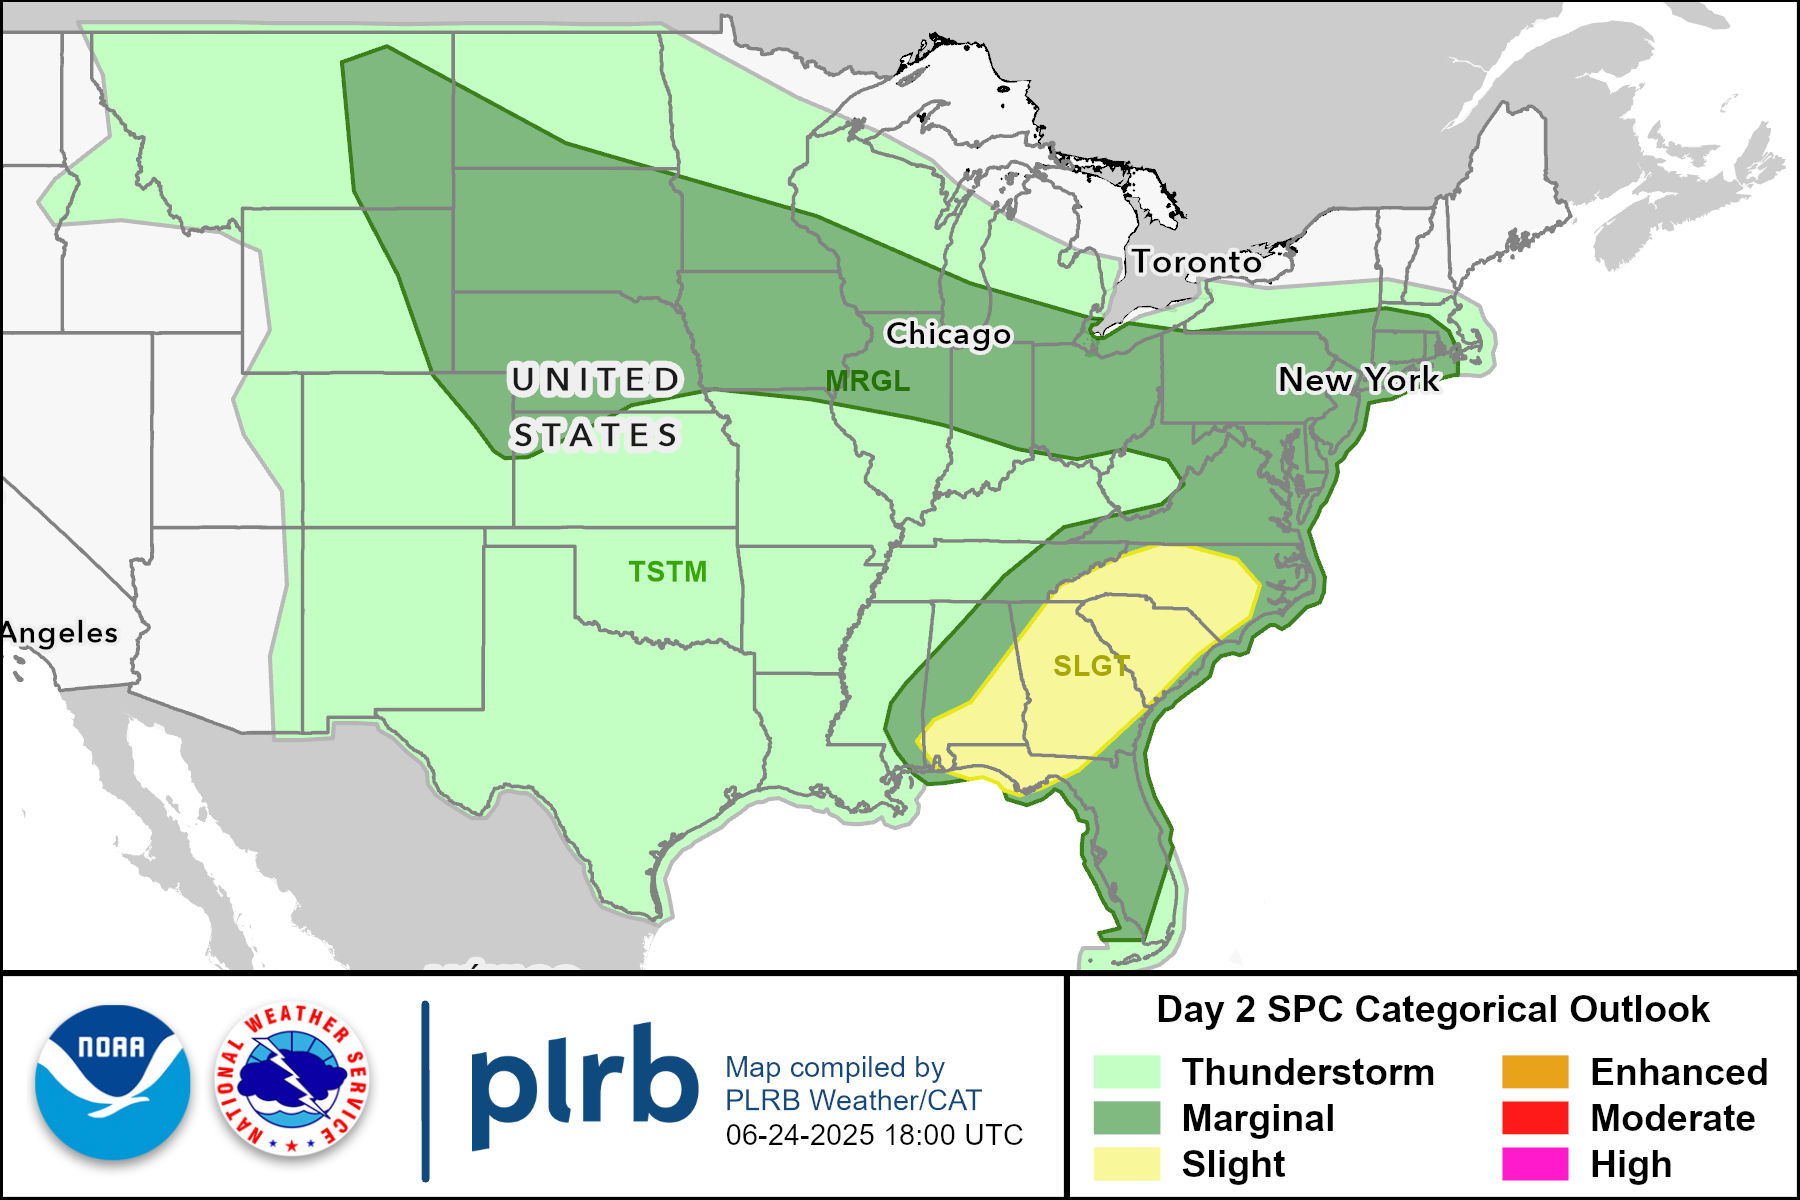 Toronto
Chicago
New York
UNITED
STATES
MRGL
TSTM
SLGT
Angeles
NOAA
NATIONAL WEATHER SERVICE
plrb
Map compiled by
PLRB Weather/CAT
06-24-2025 18:00 UTC
Day 2 SPC Categorical Outlook
Thunderstorm
Marginal
Slight
Enhanced
Moderate
High